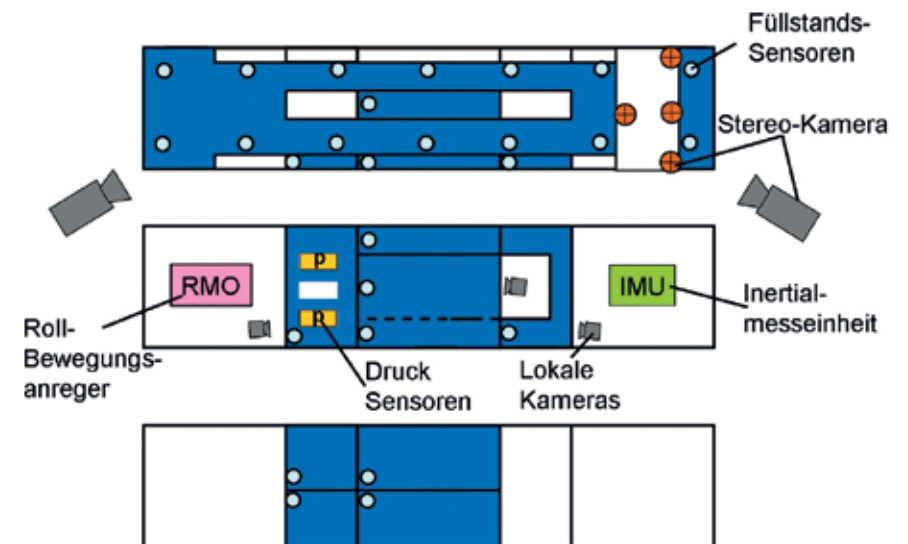 Füllstands-
Sensoren
Stereo-Kamera
p
RMO
IMU
p
Inertial-
messeinheit
Roll-
Bewegungs-
anreger
Druck
Sensoren
Lokale
Kameras